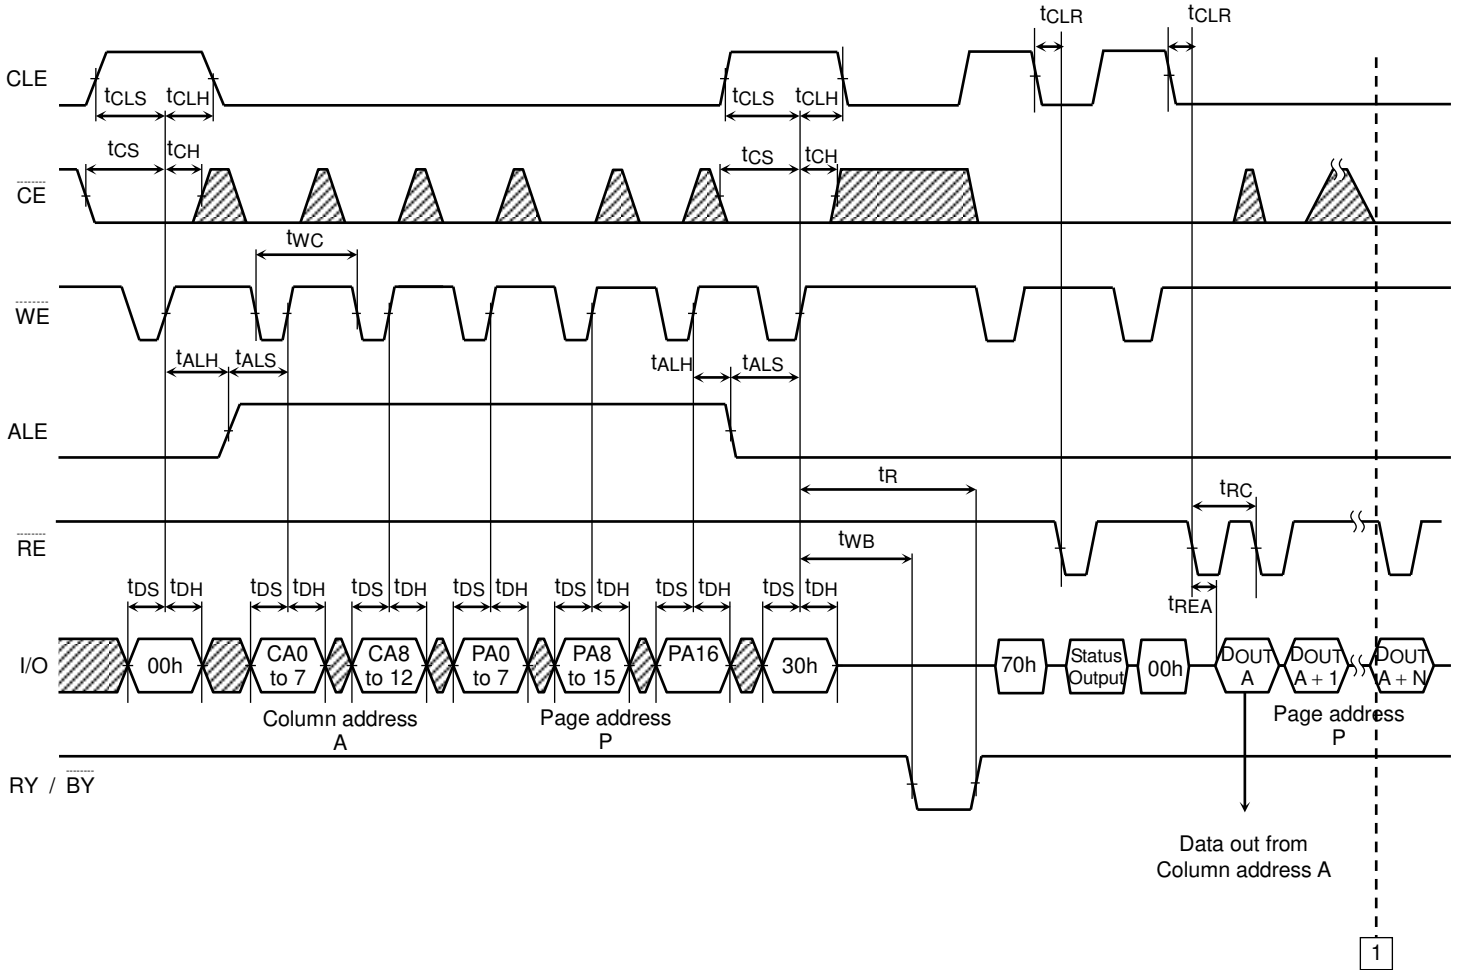 tCLR tCLR
CLE
tCLS tCLH tCLS tCLH
tCS tCH tCS tCH
CE
tWC
WE
tALH tALS tALH tALS
ALE
tR
tRC
RE
tWB
tDS tDH tDS tDH tDS tDH tDS tDH tDS tDH tDS tDH tDS tDH
tREA
I/O
00h
CA0
to 7
CA8
to 12
PA0
to 7
PA8
to 15
PA16
30h
70h
Status
Output
00h
DOUT
A
DOUT
A + 1
DOUT
A + N
Column address
A
Page address
P
Page address
P
RY / BY
Data out from
Column address A
1